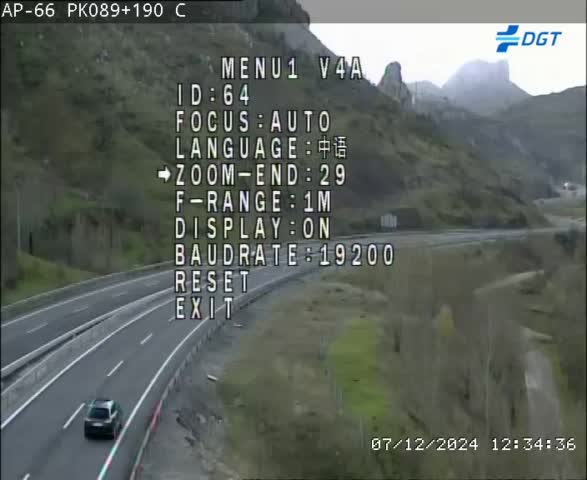 AP-66 PK089+190 C
DGT
MENU1 V4A
ID:64
FOCUS:AUTO
LANGUAGE:中语
ZOOM-END:29
F-RANGE:1M
DISPLAY:ON
BAUDRATE:19200
RESET
EXIT
07/12/2024 12:34:36